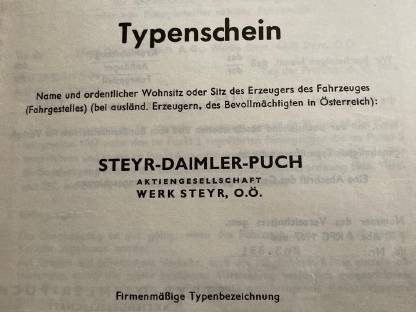 Typenschein
Name und ordentlicher Wohnsitz oder Sitz des Erzeugers des Fahrzeuges
(Fahrgestelles) (bei ausländ. Erzeugern, des Bevollmächtigten in Österreich):
STEYR-DAIMLER-PUCH
AKTIENGESELLSCHAFT
WERK STEYR, O.Ö.
Firmenmäßige Typenbezeichnung